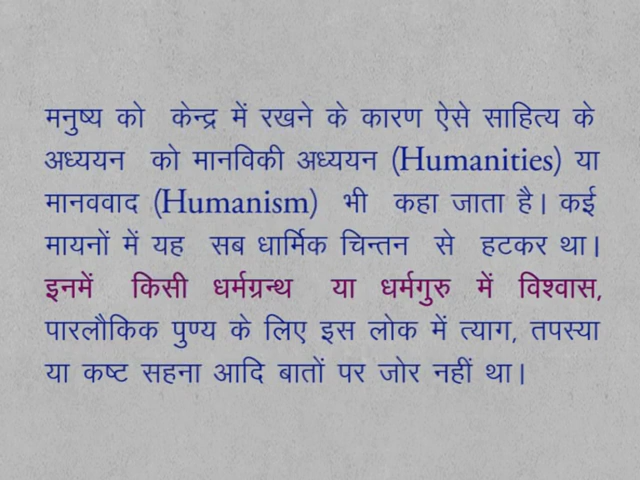 मनुष्य को केन्द्र में रखने के कारण ऐसे साहित्य के
अध्ययन को मानविकी अध्ययन (Humanities) या
मानववाद (Humanism) भी कहा जाता है। कई
मायनों में यह सब धार्मिक चिन्तन से हटकर था।
इनमें किसी धर्मग्रन्थ या धर्मगुरु में विश्वास,
पारलौकिक पुण्य के लिए इस लोक में त्याग, तपस्या
या कष्ट सहना आदि बातों पर जोर नहीं था।